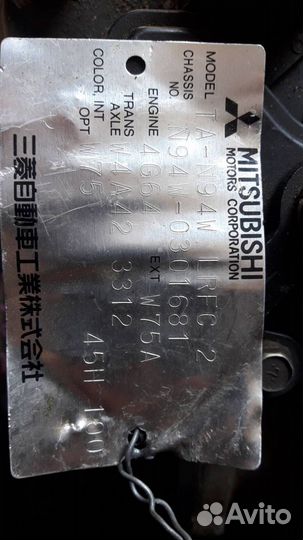 MITSUBISHI
MOTORS CORPORATION
MODEL TA-N94W LRFC 2
CHASSIS NO. N94W-0301681
ENGINE 4G64 EXT W75A
TRANS AXLE W4A42 3312
COLOR, INT OPT W75 45H 100
三菱自動車工業株式会社
Avito